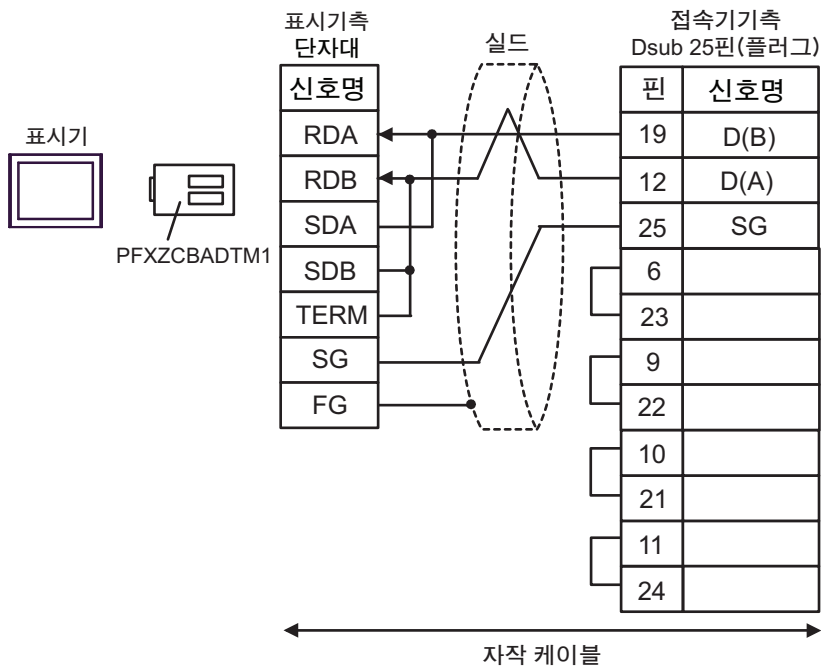 표시기측
단자대
실드
접속기기측
Dsub 25핀(플러그)
표시기
PFXZCBADTM1
신호명
RDA
RDB
SDA
SDB
TERM
SG
FG
핀 신호명
19 D(B)
12 D(A)
25 SG
6
23
9
22
10
21
11
24
자작 케이블